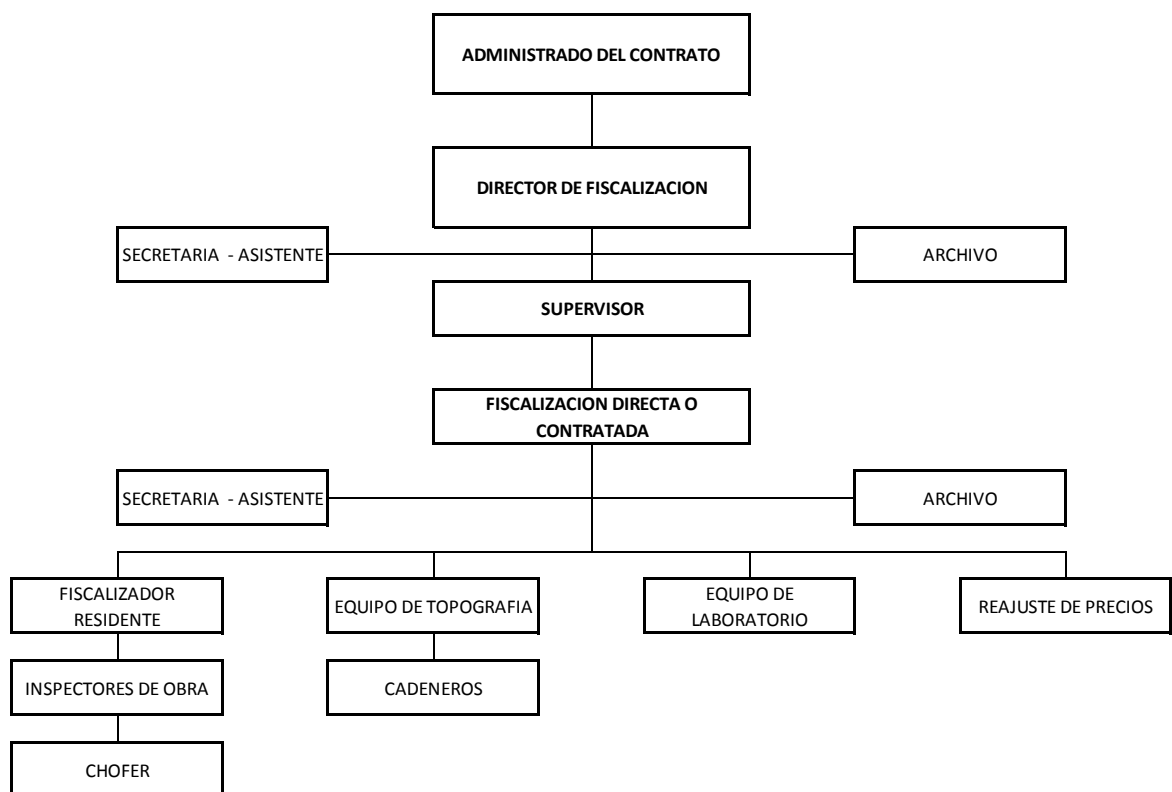 ADMINISTRADO DEL CONTRATO
DIRECTOR DE FISCALIZACION
SECRETARIA - ASISTENTE
ARCHIVO
SUPERVISOR
FISCALIZACION DIRECTA O
CONTRATADA
SECRETARIA - ASISTENTE
ARCHIVO
FISCALIZADOR
RESIDENTE
EQUIPO DE TOPOGRAFIA
EQUIPO DE
LABORATORIO
REAJUSTE DE PRECIOS
INSPECTORES DE OBRA
CADENEROS
CHOFER